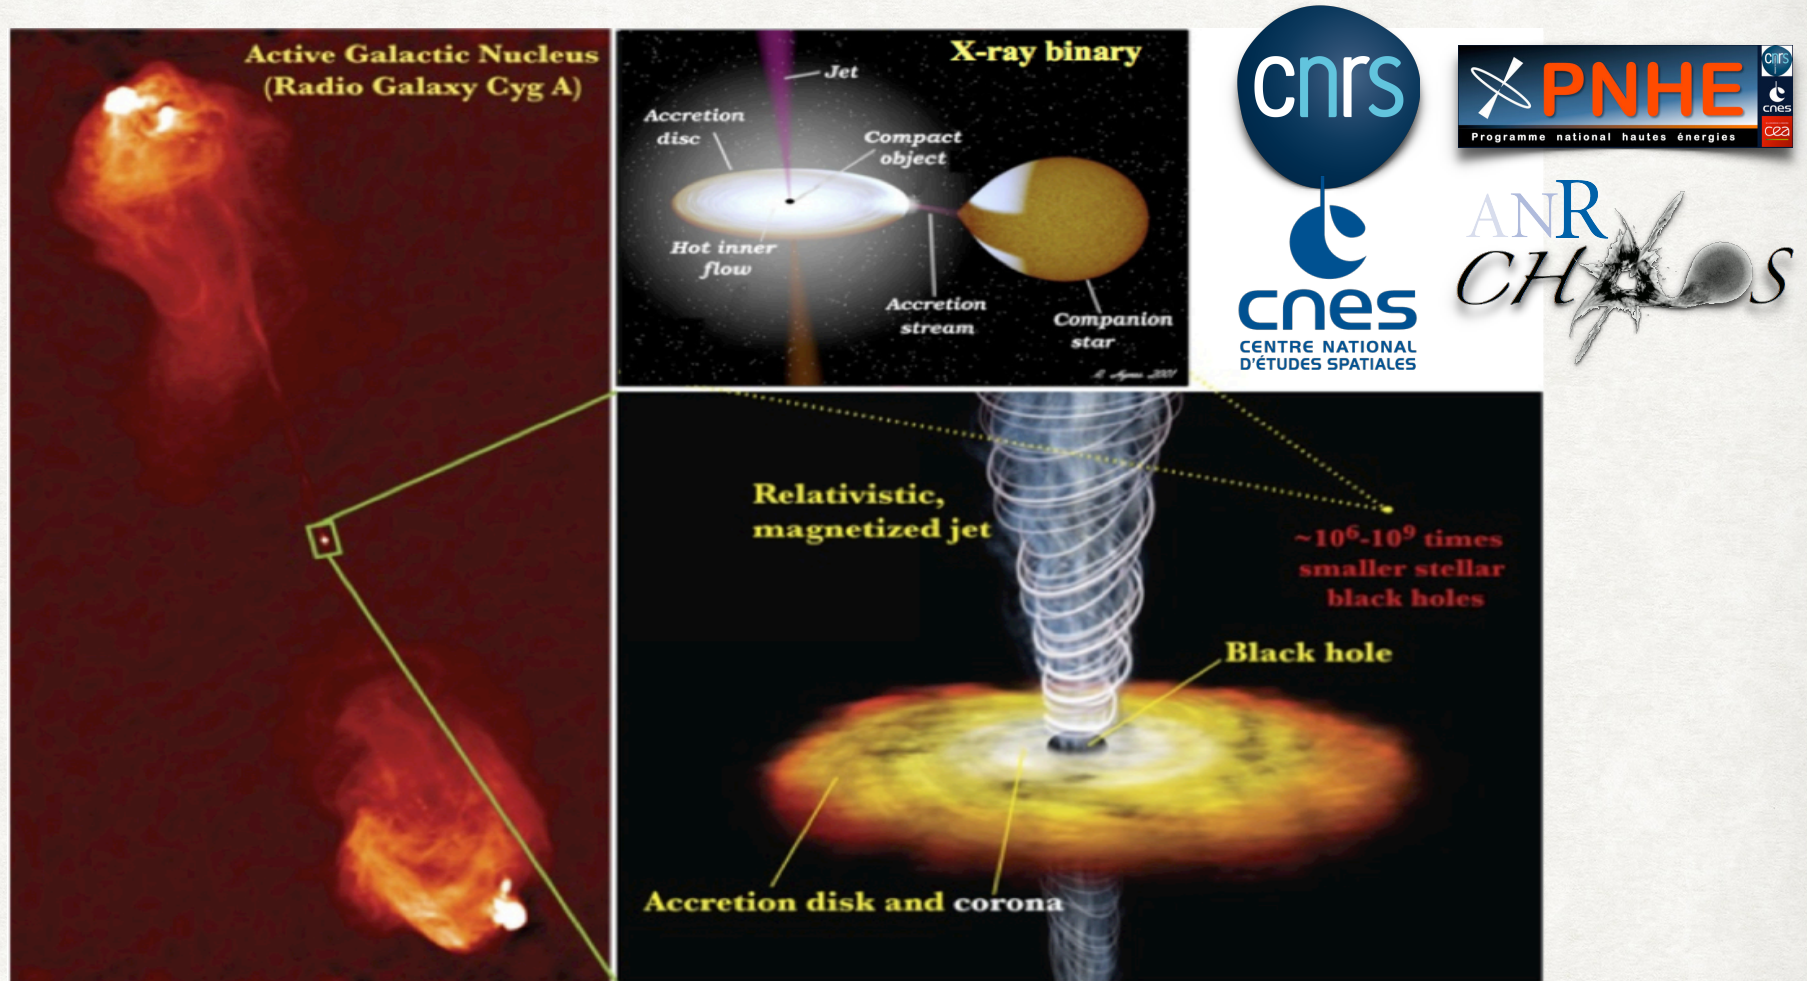 Active Galactic Nucleus
(Radio Galaxy Cyg A)
X-ray binary
Jet
Accretion
disc
Compact
object
Hot inner
flow
Accretion
stream
Companion
star
cnrs
cnes
CENTRE NATIONAL
D'ÉTUDES SPATIALES
PNHE
Programme national hautes énergies
cnrs
cnes
cea
ANR
CHAOS
Relativistic,
magnetized jet
~10⁶-10⁹ times
smaller stellar
black holes
Black hole
Accretion disk and corona